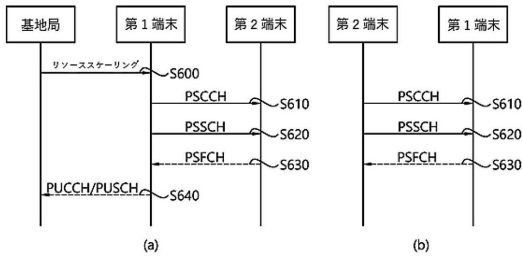 基地局 第1端末 第2端末 第2端末 第1端末
リソーススケーリング S600
PSCCH S610 PSCCH S610
PSSCH S620 PSSCH S620
PSFCH S630 PSFCH S630
PUCCH/PUSCH S640
(a) (b)